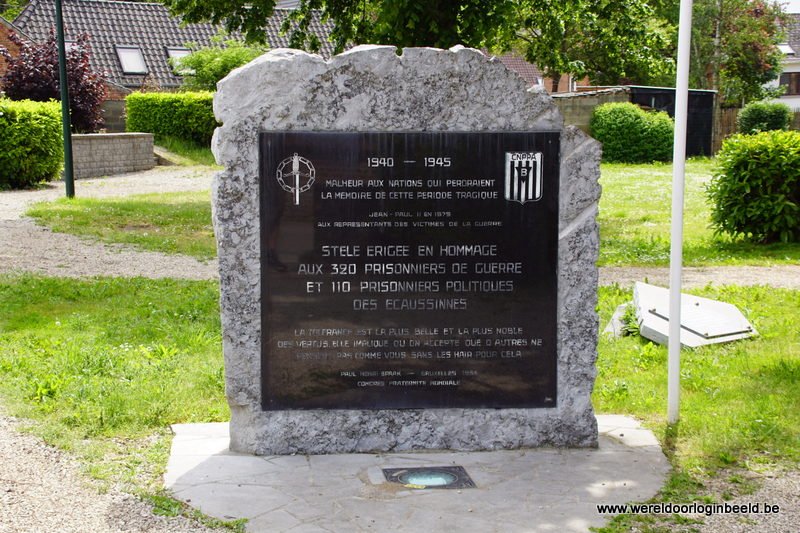 1940 — 1945
CNPPA
B
MALHEUR AUX NATIONS QUI PERDRAIENT
LA MEMOIRE DE CETTE PERIODE TRAGIQUE
JEAN-PAUL II EN 1979
AUX REPRESENTANTS DES VICTIMES DE LA GUERRE
STELE ERIGEE EN HOMMAGE
AUX 320 PRISONNIERS DE GUERRE
ET 110 PRISONNIERS POLITIQUES
DES ECAUSSINNES
LA TOLERANCE EST LA PLUS BELLE ET LA PLUS NOBLE
DES VERTUS. ELLE IMPLIQUE QU ON ACCEPTE QUE D AUTRES NE
PENSENT PAS COMME VOUS SANS LES HAIR POUR CELA
PAUL HENRI SPAAK — BRUXELLES
CONGRES FRATERNITE MONDIALE
www.wereldoorloginbeeld.be